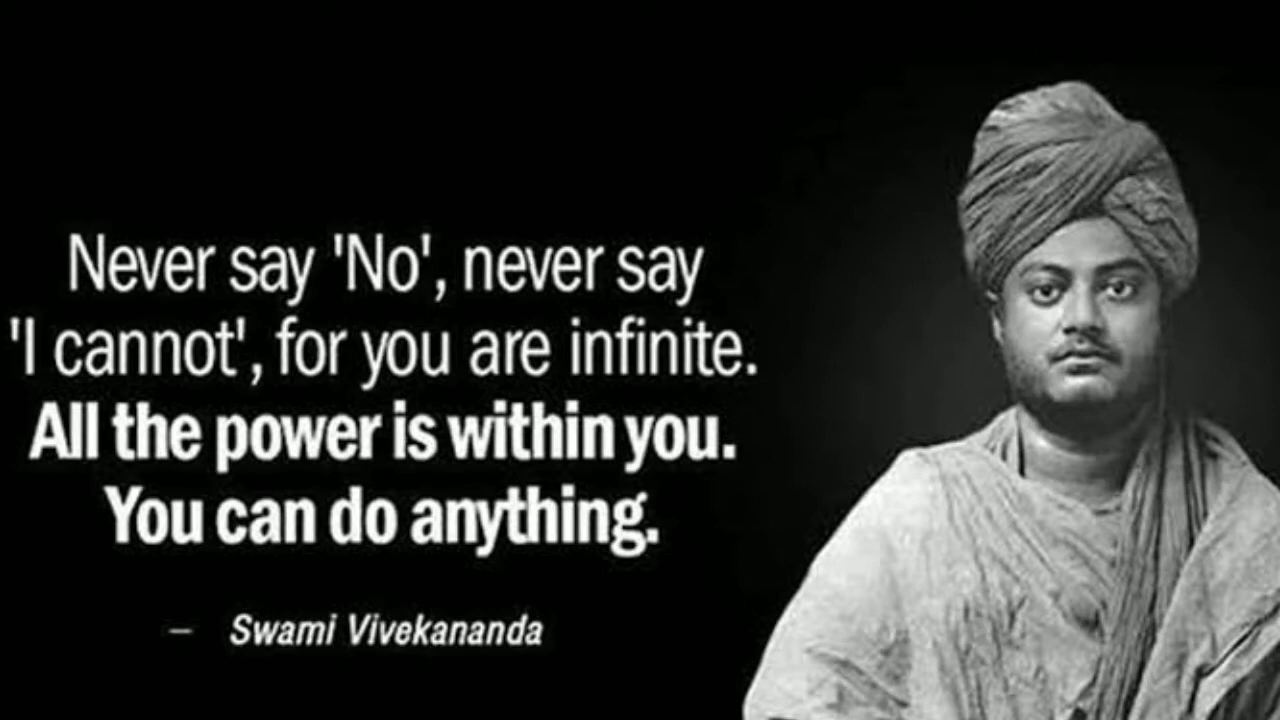 Never say 'No', never say
'I cannot', for you are infinite.
All the power is within you.
You can do anything.
– Swami Vivekananda